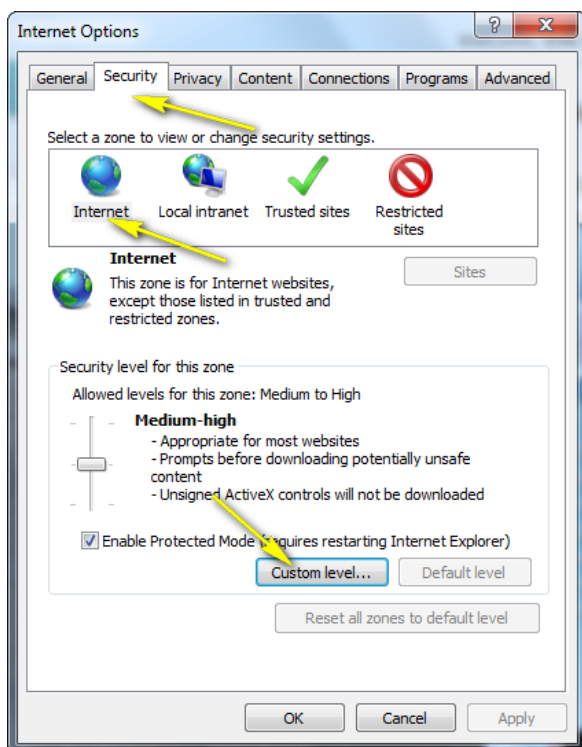 Internet Options
General Security Privacy Content Connections Programs Advanced
Select a zone to view or change security settings.
Internet Local intranet Trusted sites Restricted
sites
Internet
Sites
This zone is for Internet websites,
except those listed in trusted and
restricted zones.
Security level for this zone
Allowed levels for this zone: Medium to High
Medium-high
- Appropriate for most websites
- Prompts before downloading potentially unsafe
content
- Unsigned ActiveX controls will not be downloaded
Enable Protected Mode (requires restarting Internet Explorer)
Custom level... Default level
Reset all zones to default level
OK Cancel Apply